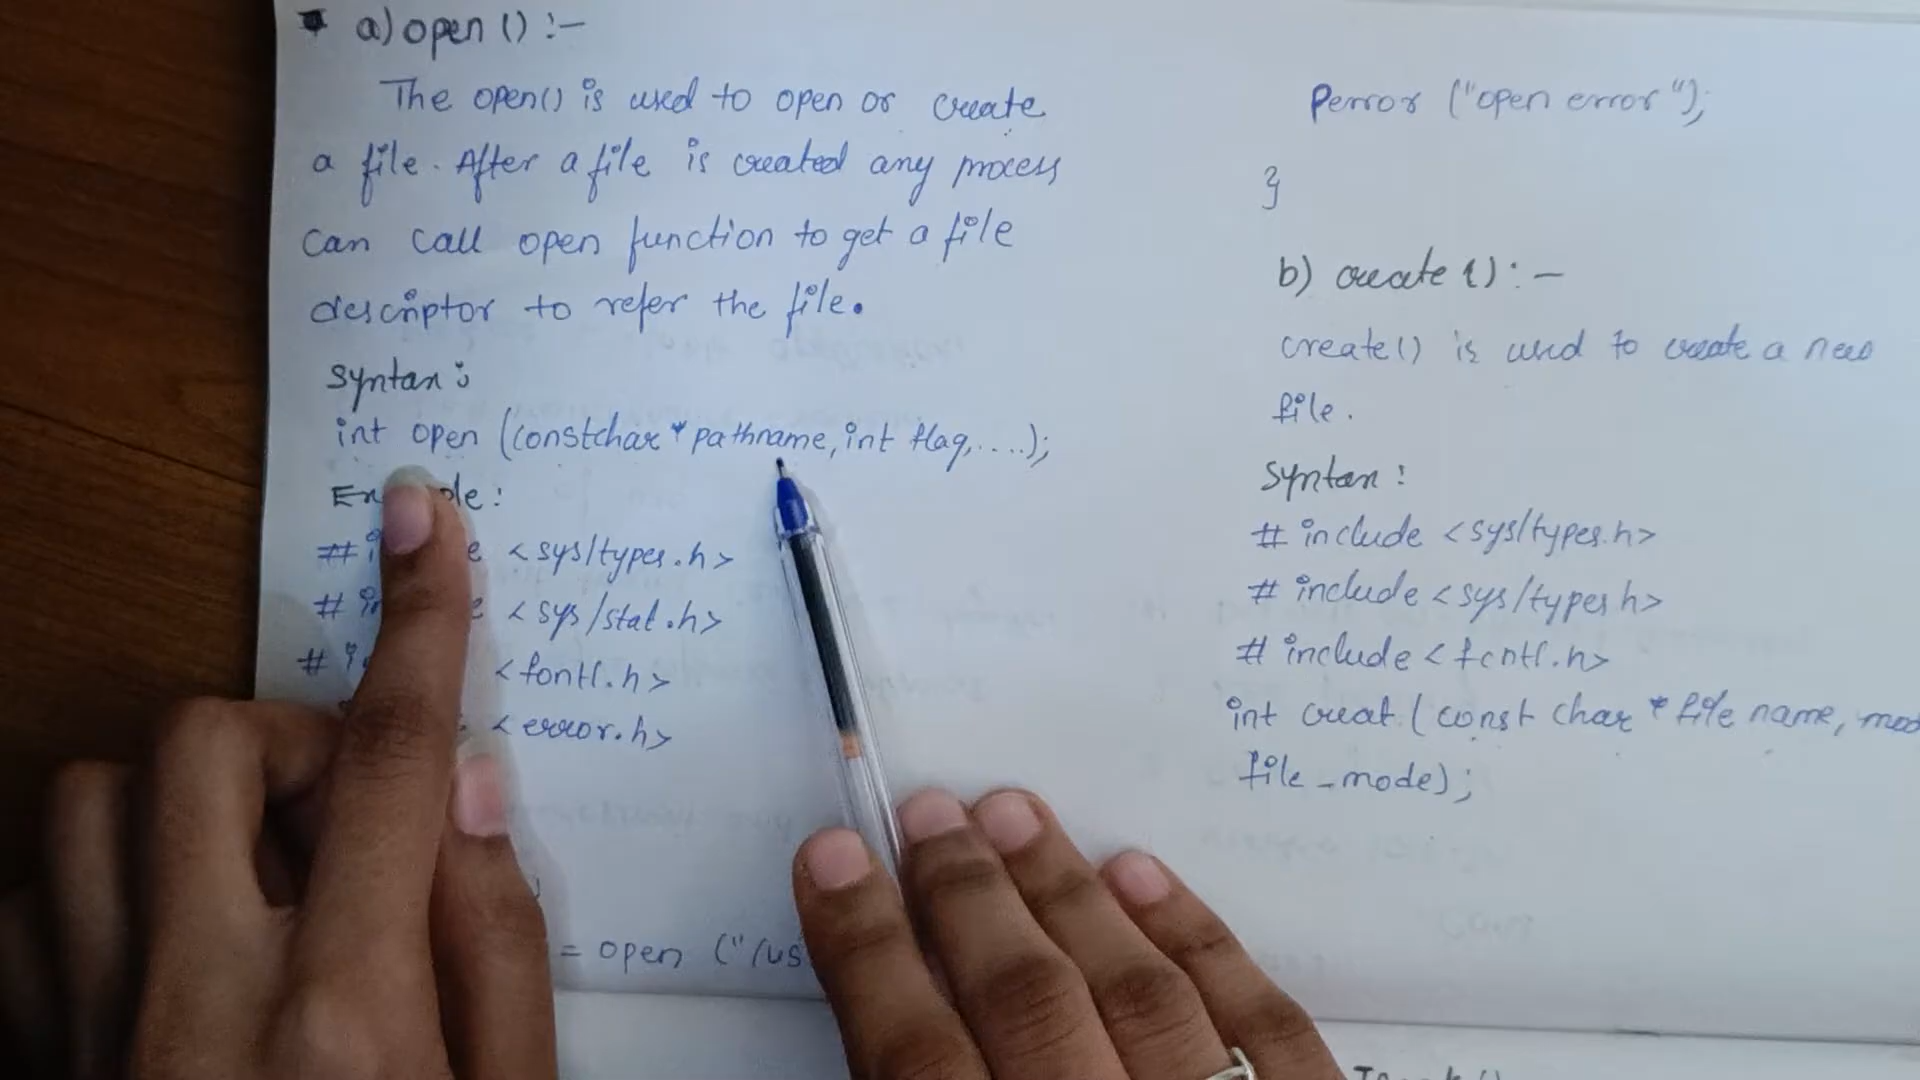 a) open () :-
The open() is used to open or create
a file. After a file is created any process
can call open function to get a file
descriptor to refer the file.
Syntax :
int open (constchar * pathname, int flag, ....);
<sys/types.h>
<sys/stat.h>
<fontl.h>
<error.h>
= open ("/us
Perror ("open error");
}
b) create () : -
create() is used to create a new
file.
Syntax :
# include <sys/types.h>
# include <sys/types h>
# include < fcntl.h>
int creat (const char * file name, mod
file_mode);